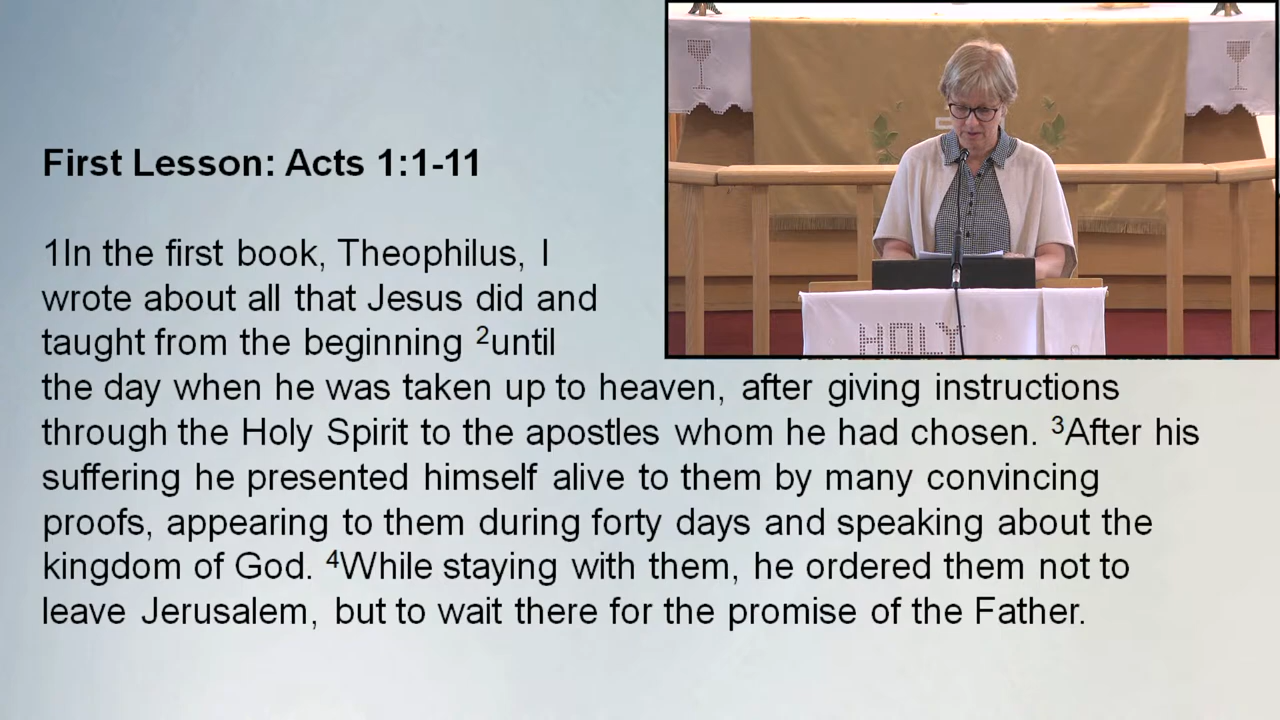 First Lesson: Acts 1:1-11
1In the first book, Theophilus, I
wrote about all that Jesus did and
taught from the beginning ²until
the day when he was taken up to heaven, after giving instructions
through the Holy Spirit to the apostles whom he had chosen. ³After his
suffering he presented himself alive to them by many convincing
proofs, appearing to them during forty days and speaking about the
kingdom of God. ⁴While staying with them, he ordered them not to
leave Jerusalem, but to wait there for the promise of the Father.
HOLY